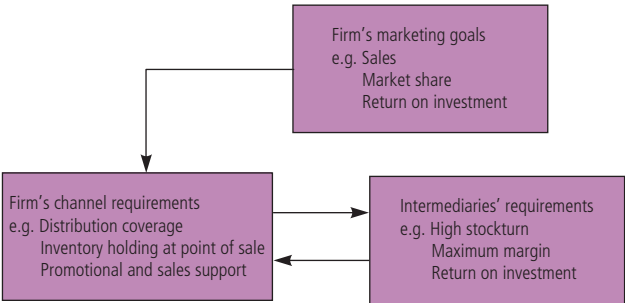 Firm's marketing goals
e.g. Sales
Market share
Return on investment
Firm's channel requirements
e.g. Distribution coverage
Inventory holding at point of sale
Promotional and sales support
Intermediaries' requirements
e.g. High stockturn
Maximum margin
Return on investment